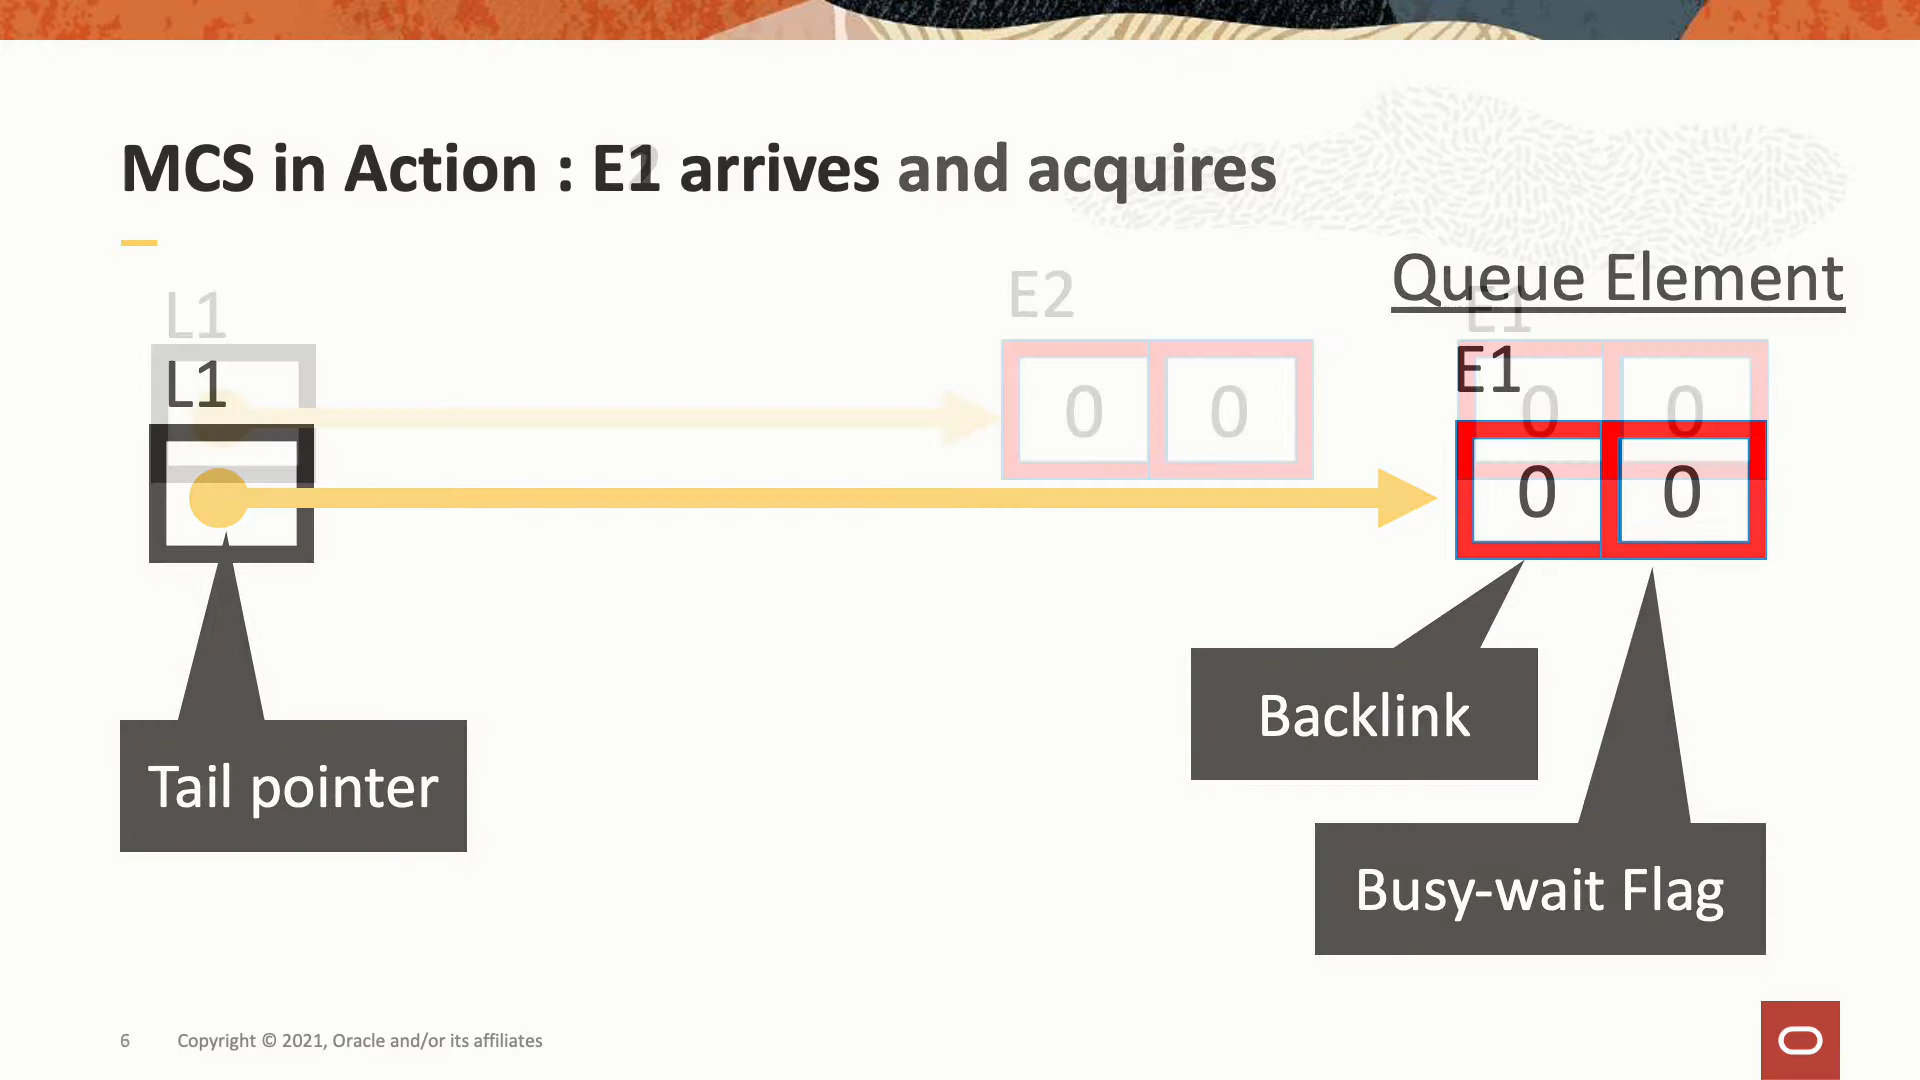 MCS in Action : E1 arrives and acquires
Queue Element
L1
E2
E1
L1
E1
0 0 0 0
0 0
Backlink
Tail pointer
Busy-wait Flag
6 Copyright © 2021, Oracle and/or its affiliates